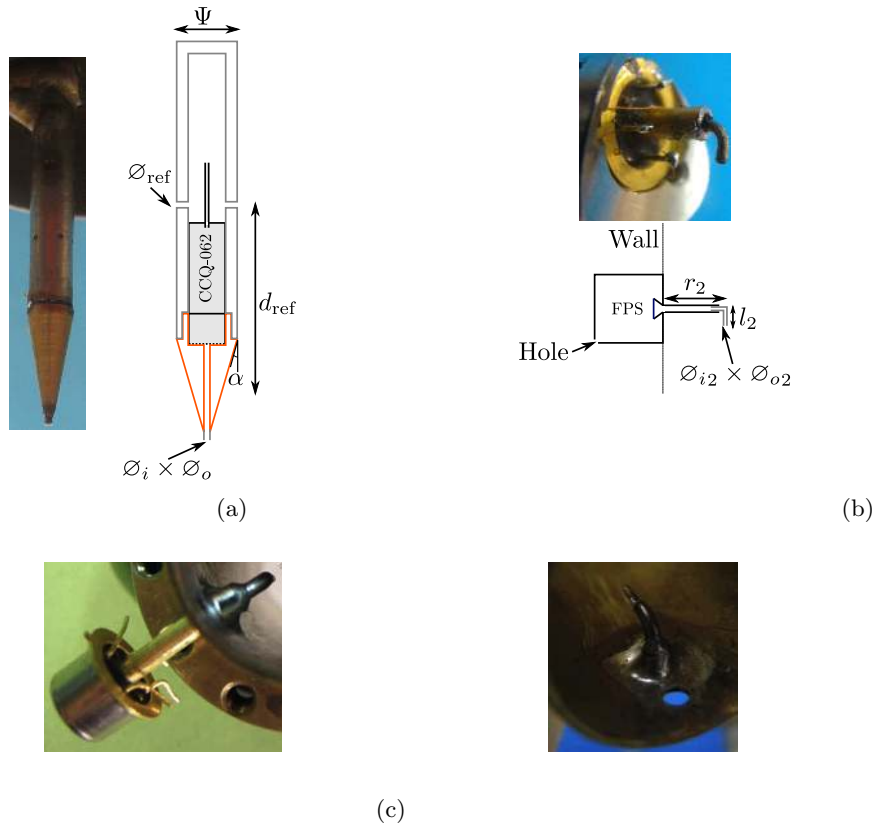 Ψ
∅ref
CCQ-062
dref
α
∅i × ∅o
(a)
Wall
r2
FPS
l2
Hole
∅i2 × ∅o2
(b)
(c)